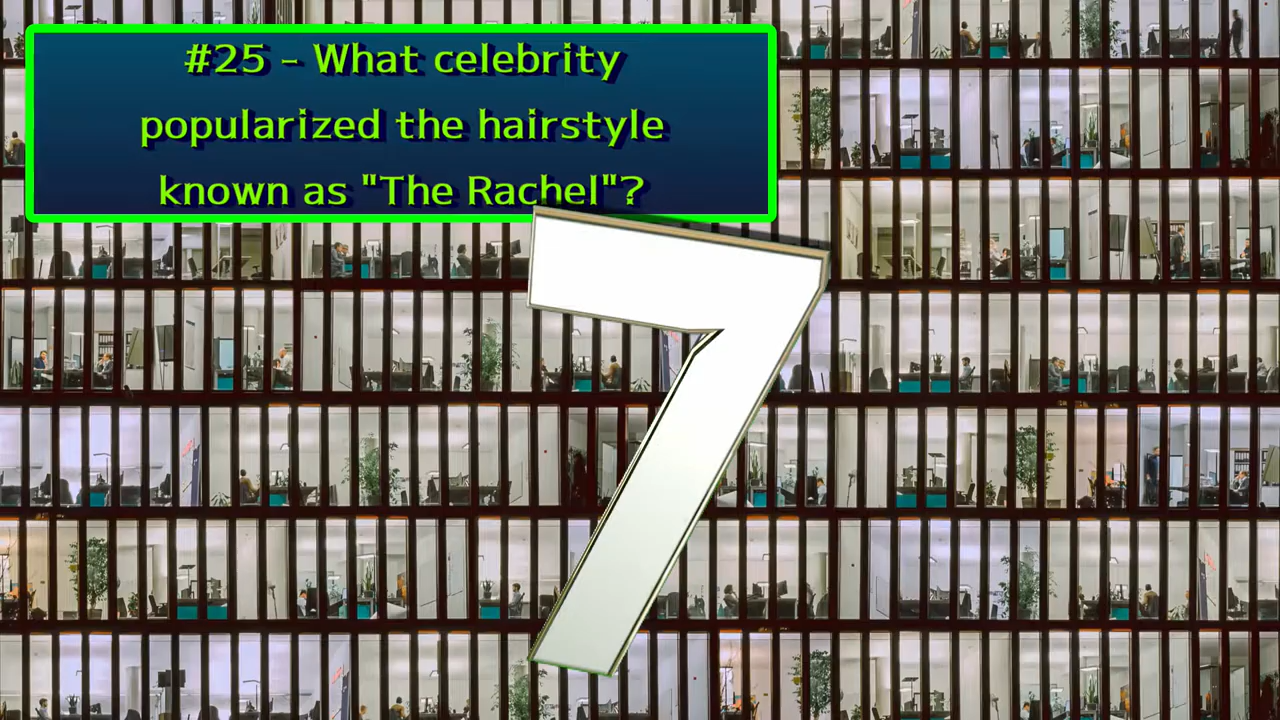 #25 - What celebrity
popularized the hairstyle
known as "The Rachel"?
7